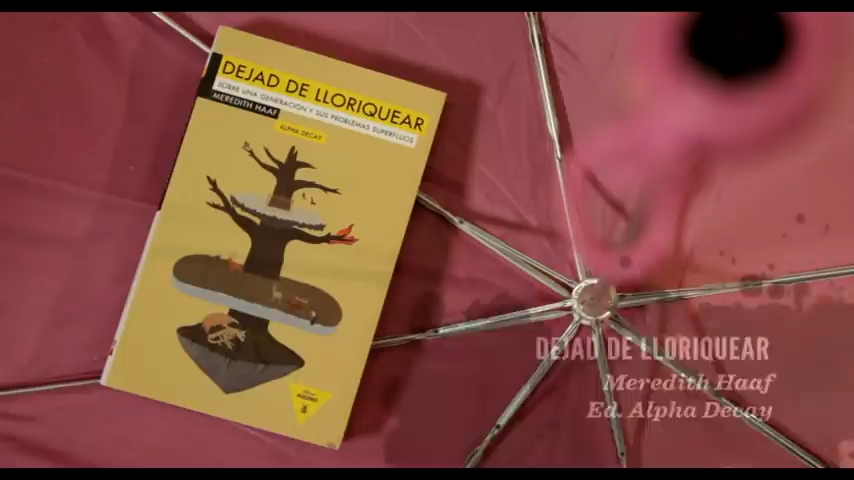 DEJAD DE LLORIQUEAR
SOBRE UNA GENERACIÓN Y SUS PROBLEMAS SUPERFLUOS
MEREDITH HAAF
ALPHA DECAY
DEJAD DE LLORIQUEAR
Meredith Haaf
Ed. Alpha Decay